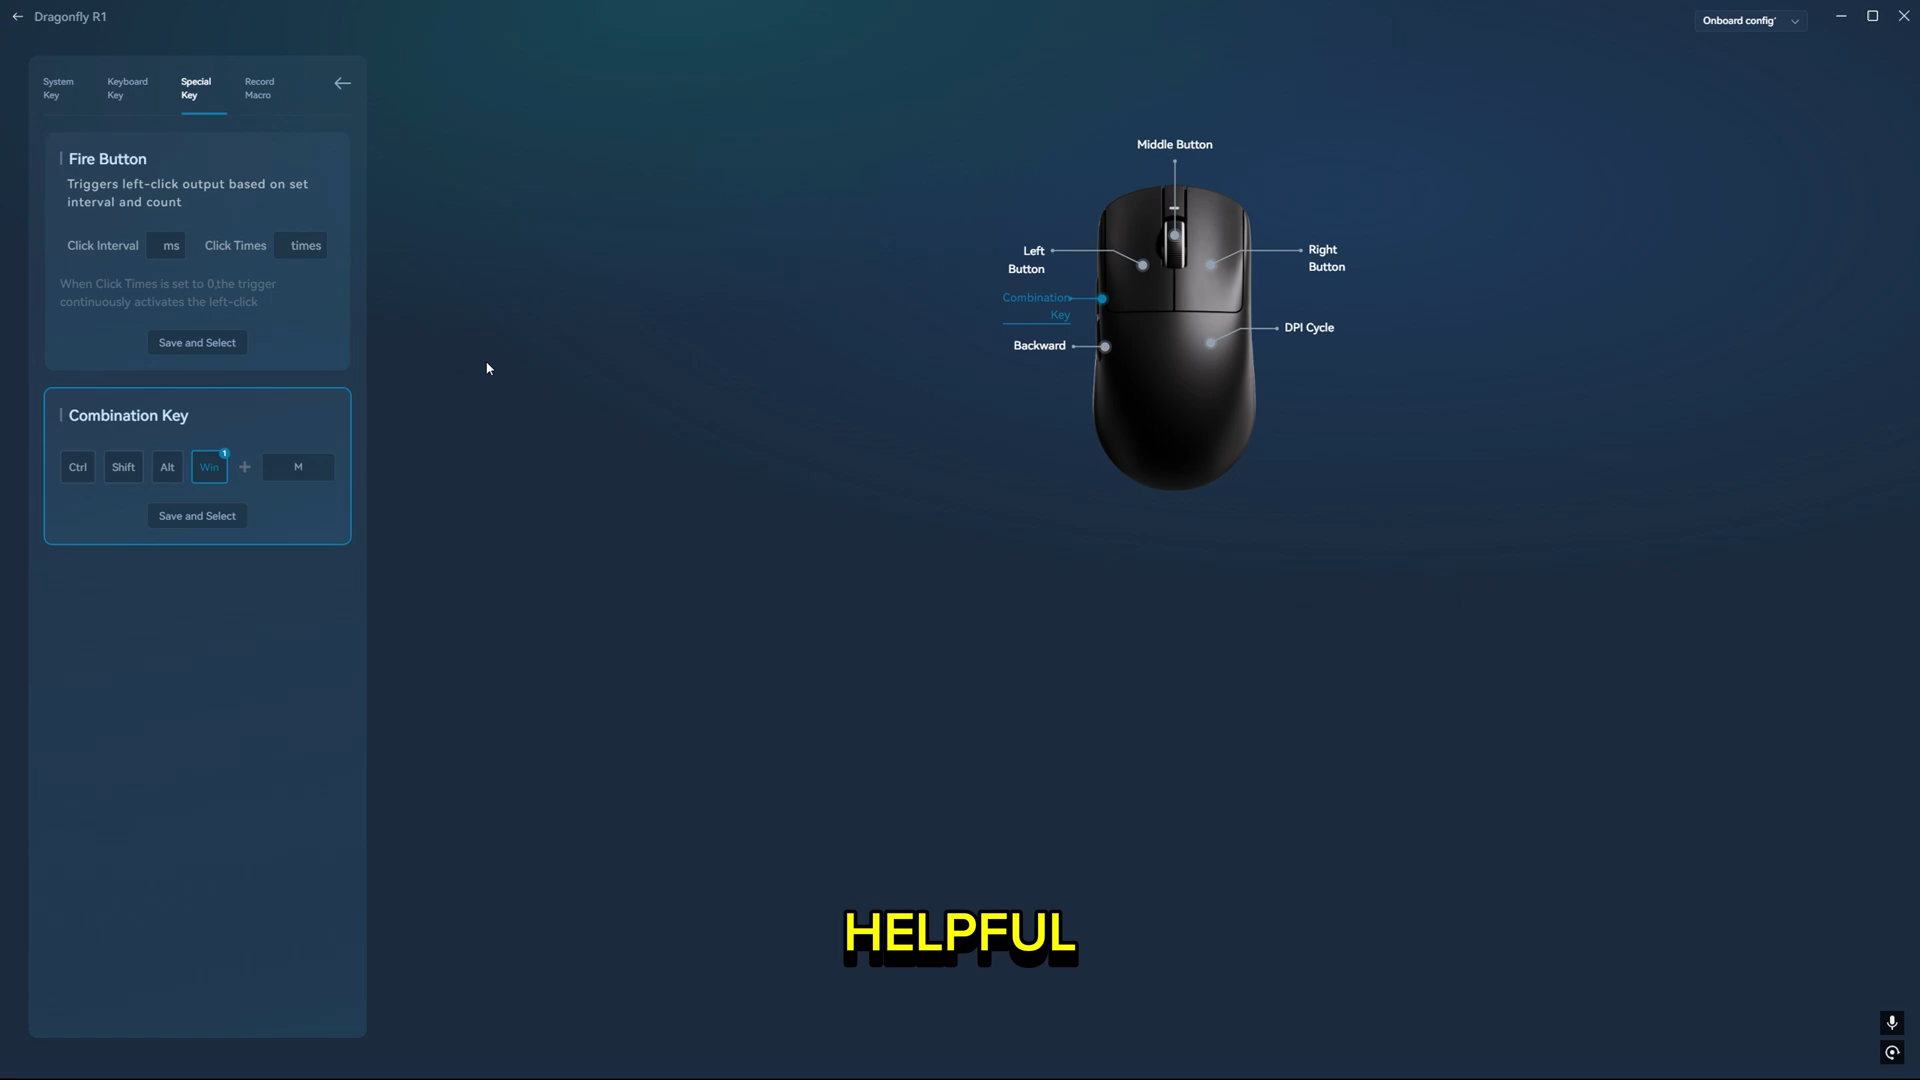 Dragonfly R1
Onboard config'
System Key
Keyboard Key
Special Key
Record Macro
Fire Button
Triggers left-click output based on set
interval and count
Click Interval ms Click Times times
When Click Times is set to 0,the trigger
continuously activates the left-click
Save and Select
Combination Key
Ctrl Shift Alt Win 1 + M
Save and Select
Middle Button
Left
Button
Right
Button
Combination
Key
DPI Cycle
Backward
HELPFUL